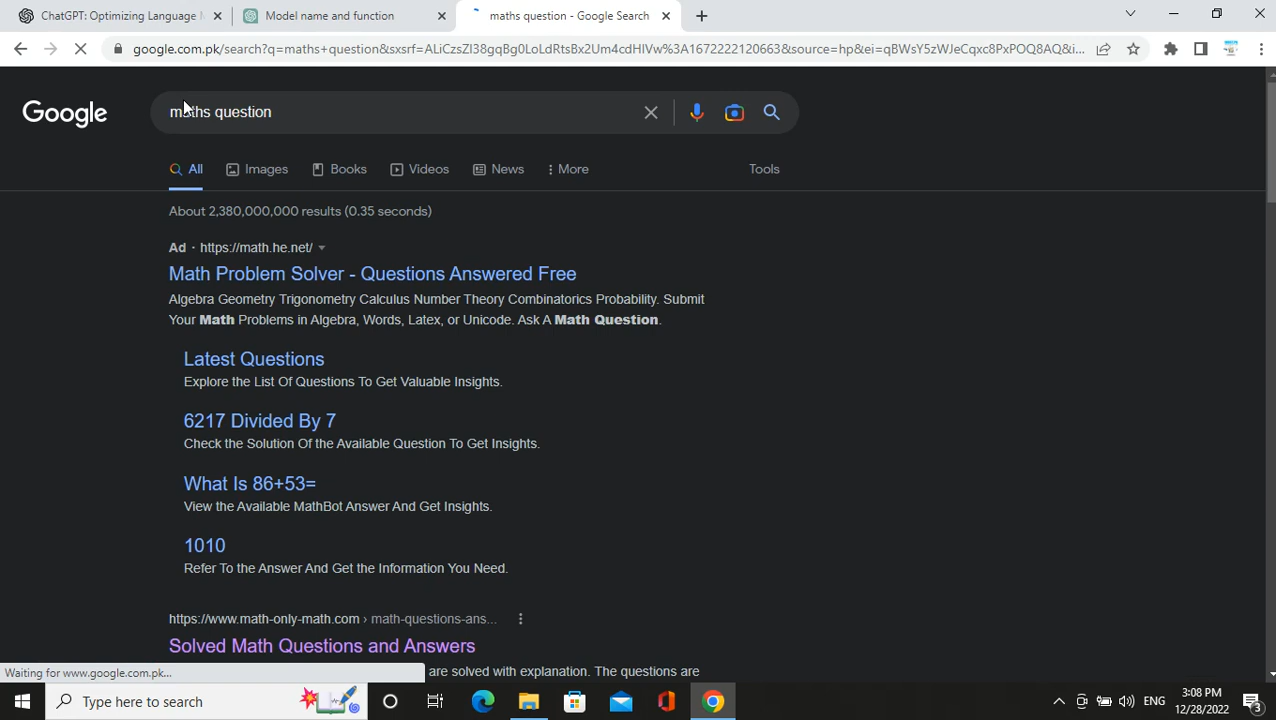 ChatGPT: Optimizing Language
Model name and function
maths question - Google Search
google.com.pk/search?q=maths+question&sxsrf=ALiCzsZI38gqBg0uoLdRtsBx2Um4cdHIVw%3A1672222120663&source=hp&ei=qBWsY5zWJeCqxc8PxPOQ8AQ&i...
Google
maths question
All
Images
Books
Videos
News
More
Tools
About 2,380,000,000 results (0.35 seconds)
Ad · https://math.he.net/
Math Problem Solver - Questions Answered Free
Algebra Geometry Trigonometry Calculus Number Theory Combinatorics Probability. Submit
Your Math Problems in Algebra, Words, Latex, or Unicode. Ask A Math Question.
Latest Questions
Explore the List Of Questions To Get Valuable Insights.
6217 Divided By 7
Check the Solution Of the Available Question To Get Insights.
What Is 86+53=
View the Available MathBot Answer And Get Insights.
1010
Refer To the Answer And Get the Information You Need.
https://www.math-only-math.com › math-questions-ans...
Solved Math Questions and Answers
are solved with explanation. The questions are
Waiting for www.google.com.pk...
Type here to search
ENG
3:08 PM
12/28/2022
3